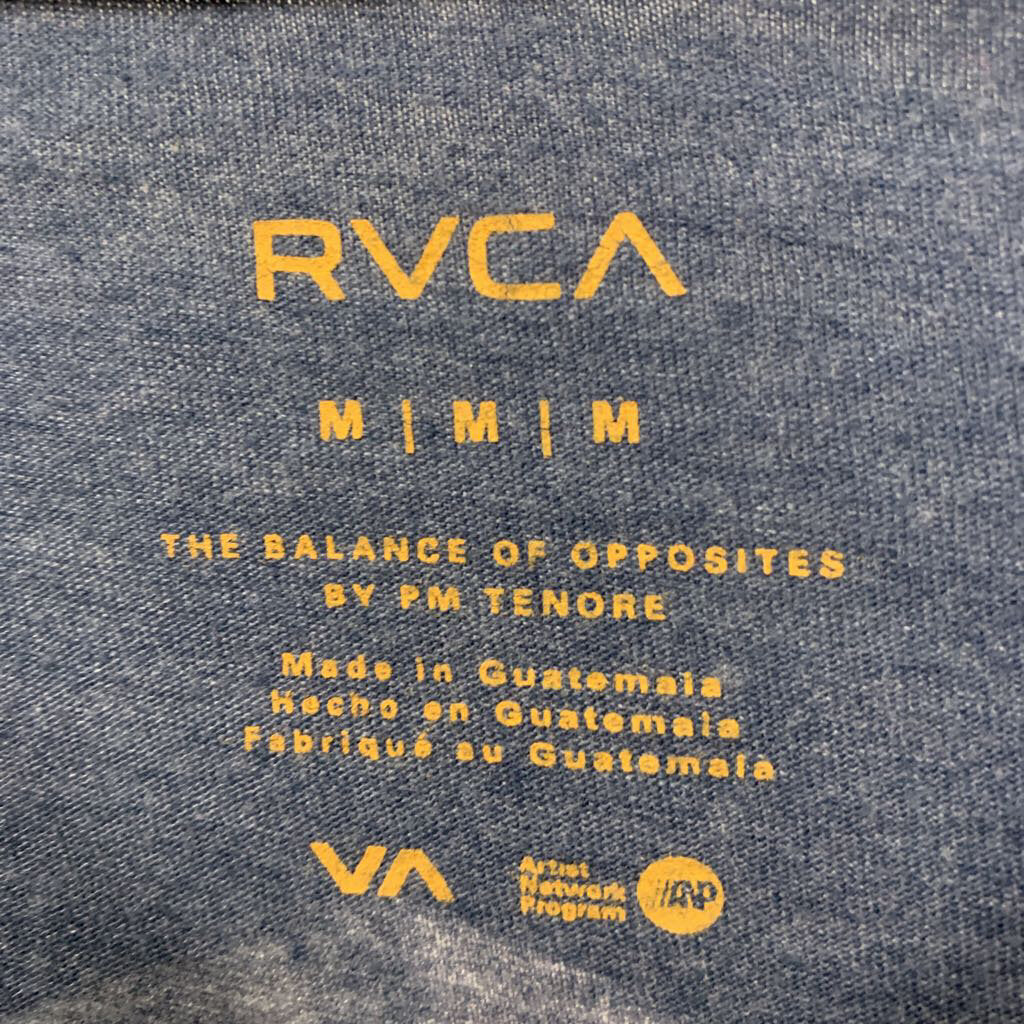 RVCA
M | M | M
THE BALANCE OF OPPOSITES
BY PM TENORE
Made in Guatemala
Hecho en Guatemala
Fabriqué au Guatemala
VA
Artist
Network
Program
ANP